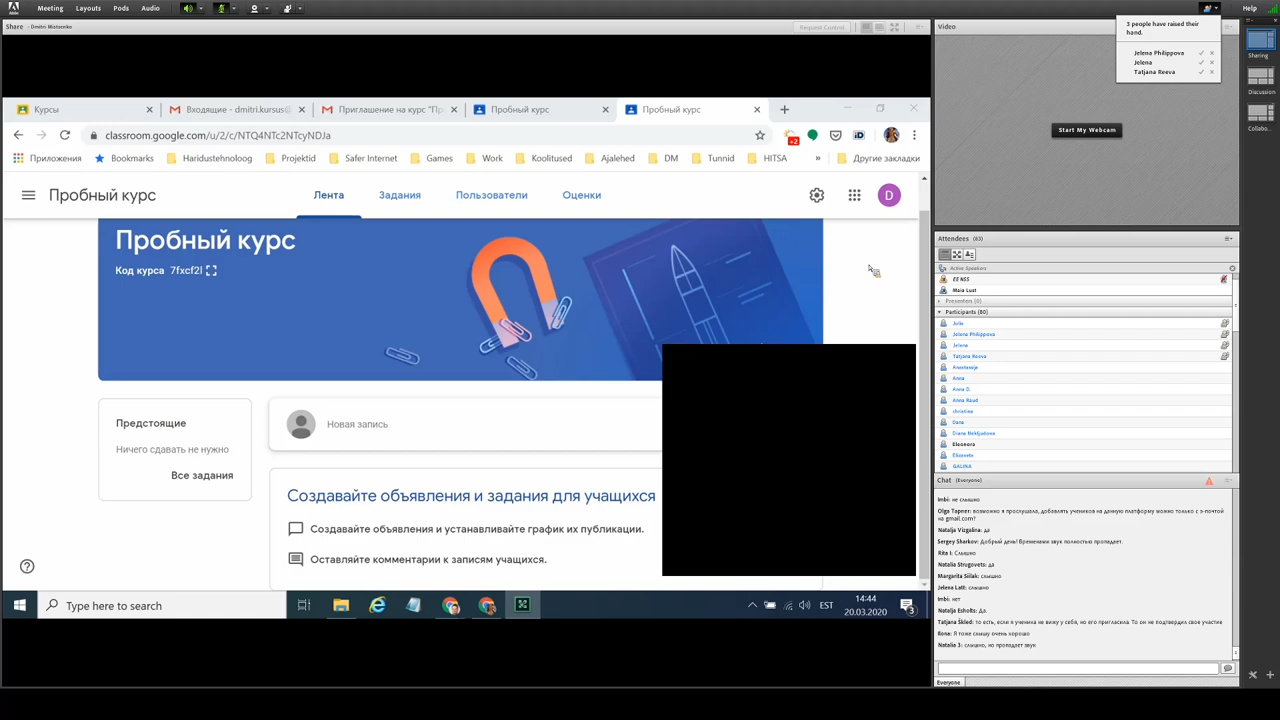 Meeting Layouts Pods Audio Help
Share - Dmitri Mistsenko
Request Control
Курсы
Входящие - dmitri.kursus@
Приглашение на курс "Пр
Пробный курс
Пробный курс
classroom.google.com/u/2/c/NTQ4NTc2NTcyNDJa
+2
Приложения Bookmarks Haridustehnoloog Projektid Safer Internet Games Work Koolitused Ajalehed DM Tunnid HITSA » Другие закладки
Пробный курс
Лента Задания Пользователи Оценки
D
Пробный курс
Код курса 7fxcf2l
Предстоящие
Ничего сдавать не нужно
Все задания
Новая запись
Создавайте объявления и задания для учащихся
Создавайте объявления и устанавливайте график их публикации.
Оставляйте комментарии к записям учащихся.
Type here to search
EST
14:44
20.03.2020
3
Video
3 people have raised their
hand.
Jelena Philippova
Jelena
Tatjana Reeva
Start My Webcam
Sharing
Discussion
Collabo...
Attendees (83)
Active Speakers
EE NSS
Maia Lust
Presenters (0)
Participants (80)
Julia
Jelena Philippova
Jelena
Tatjana Reeva
Anastassija
Anna
Anna D.
Anna Raud
christina
Dana
Diana Nekljudova
Eleonora
Elizaveta
GALINA
Chat (Everyone)
Imbi: не слышно
Olga Tapner: возможно я прослушала, добавлять учеников на данную платформу можно только с э-почтой
на gmail.com?
Natalja Vizgalina: да
Sergey Sharkov: Добрый день! Временами звук полностью пропадает.
Rita I: Слышно
Natalia Strugovets: да
Margarita Siilak: слышно
Jelena Latt: слышно
Imbi: нет
Natalja Esholts: Да.
Tatjana Škled: то есть, если я ученика не вижу у себя, но его пригласила. То он не подтвердил свое участие
Ilona: Я тоже слышу очень хорошо
Natalia 3: слышно, но пропадает звук
Everyone